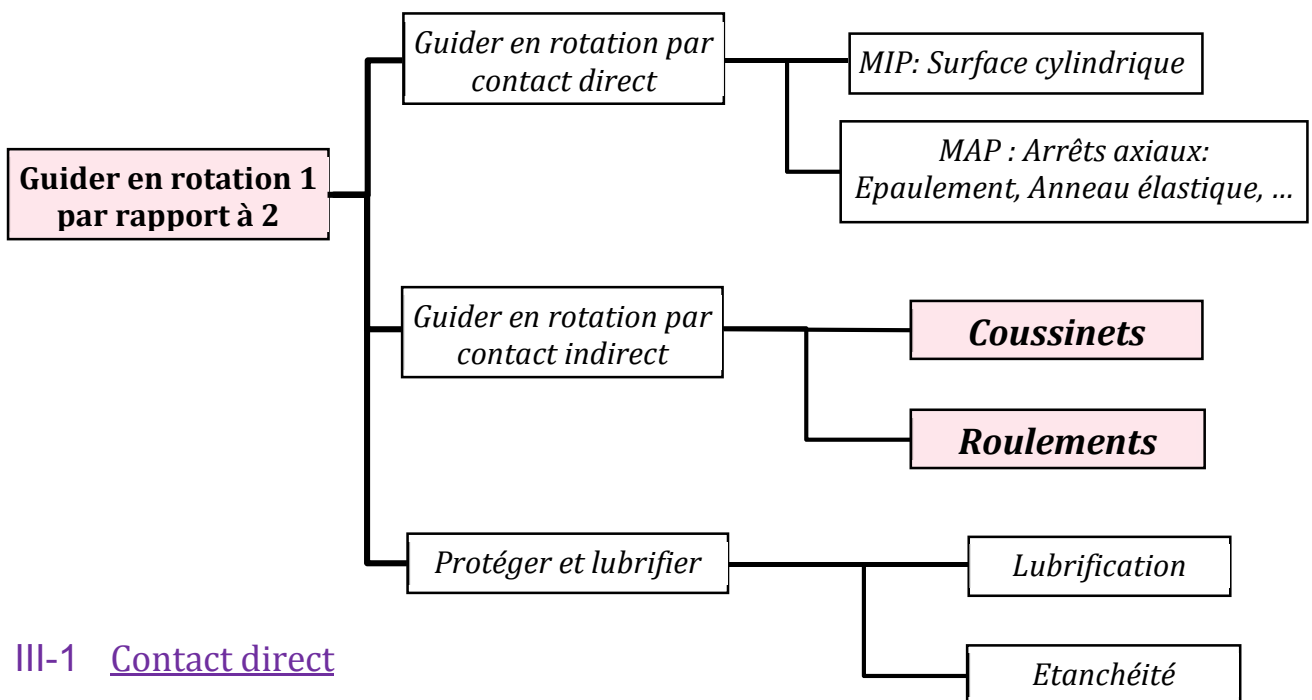 Guider en rotation par
contact direct
MIP: Surface cylindrique
MAP : Arrêts axiaux:
Epaulement, Anneau élastique, ...
Guider en rotation 1
par rapport à 2
Guider en rotation par
contact indirect
Coussinets
Roulements
Protéger et lubrifier
Lubrification
Etanchéité
III-1 Contact direct